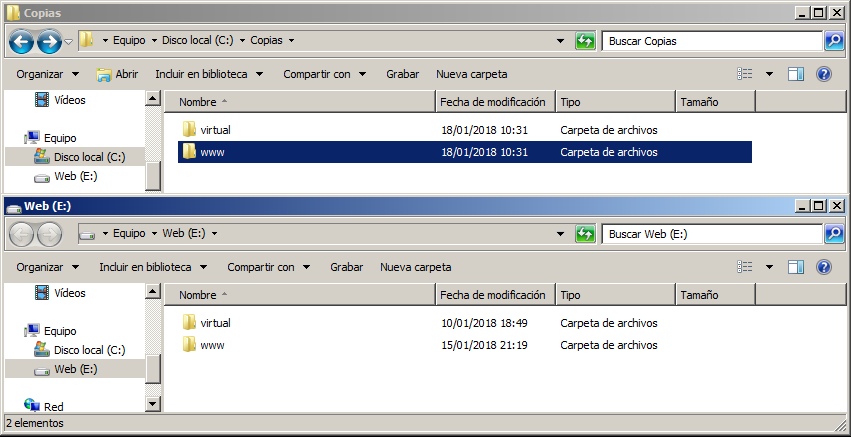 Copias
Equipo Disco local (C:) Copias Buscar Copias
Organizar Abrir Incluir en biblioteca Compartir con Grabar Nueva carpeta
Vídeos Nombre Fecha de modificación Tipo Tamaño
virtual 18/01/2018 10:31 Carpeta de archivos
Equipo
Disco local (C:) www 18/01/2018 10:31 Carpeta de archivos
Web (E:)
Web (E:)
Equipo Web (E:) Buscar Web (E:)
Organizar Incluir en biblioteca Compartir con Grabar Nueva carpeta
Vídeos Nombre Fecha de modificación Tipo Tamaño
virtual 10/01/2018 18:49 Carpeta de archivos
Equipo
Disco local (C:) www 15/01/2018 21:19 Carpeta de archivos
Web (E:)
Red
2 elementos